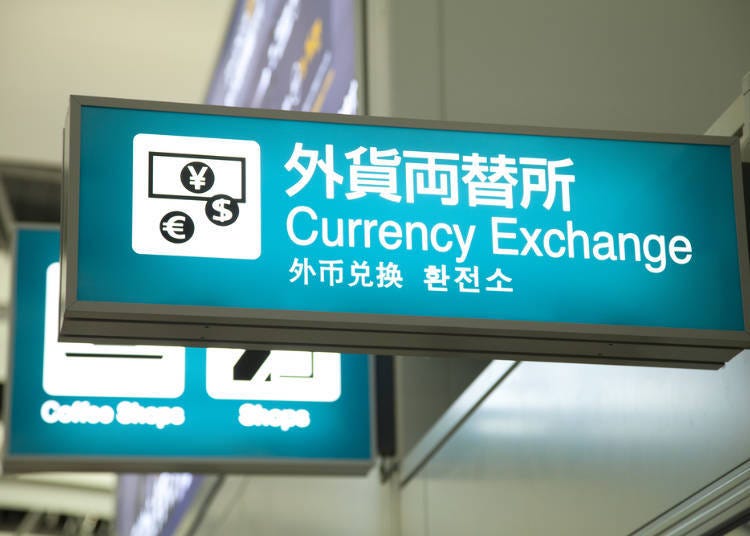 ¥
$
€
外貨両替所
Currency Exchange
外币兑换 환전소
Coffee Shops
Shops